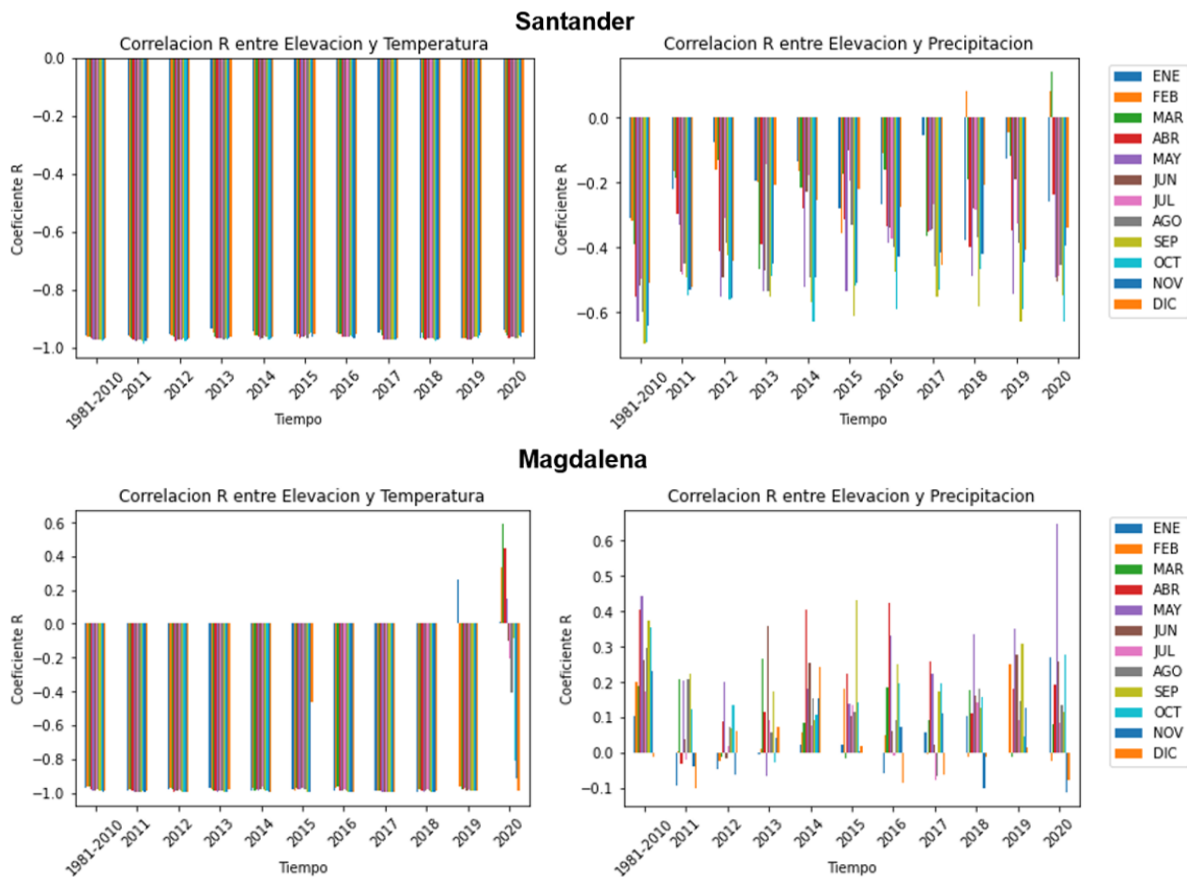 Santander
Correlacion R entre Elevacion y Temperatura
Coeficiente R
0.0
−0.2
−0.4
−0.6
−0.8
−1.0
1981-2010 2011 2012 2013 2014 2015 2016 2017 2018 2019 2020
Tiempo
Correlacion R entre Elevacion y Precipitacion
Coeficiente R
0.0
−0.2
−0.4
−0.6
1981-2010 2011 2012 2013 2014 2015 2016 2017 2018 2019 2020
Tiempo
ENE
FEB
MAR
ABR
MAY
JUN
JUL
AGO
SEP
OCT
NOV
DIC
Magdalena
Correlacion R entre Elevacion y Temperatura
Coeficiente R
0.6
0.4
0.2
0.0
−0.2
−0.4
−0.6
−0.8
−1.0
1981-2010 2011 2012 2013 2014 2015 2016 2017 2018 2019 2020
Tiempo
Correlacion R entre Elevacion y Precipitacion
Coeficiente R
0.6
0.5
0.4
0.3
0.2
0.1
0.0
−0.1
1981-2010 2011 2012 2013 2014 2015 2016 2017 2018 2019 2020
Tiempo
ENE
FEB
MAR
ABR
MAY
JUN
JUL
AGO
SEP
OCT
NOV
DIC